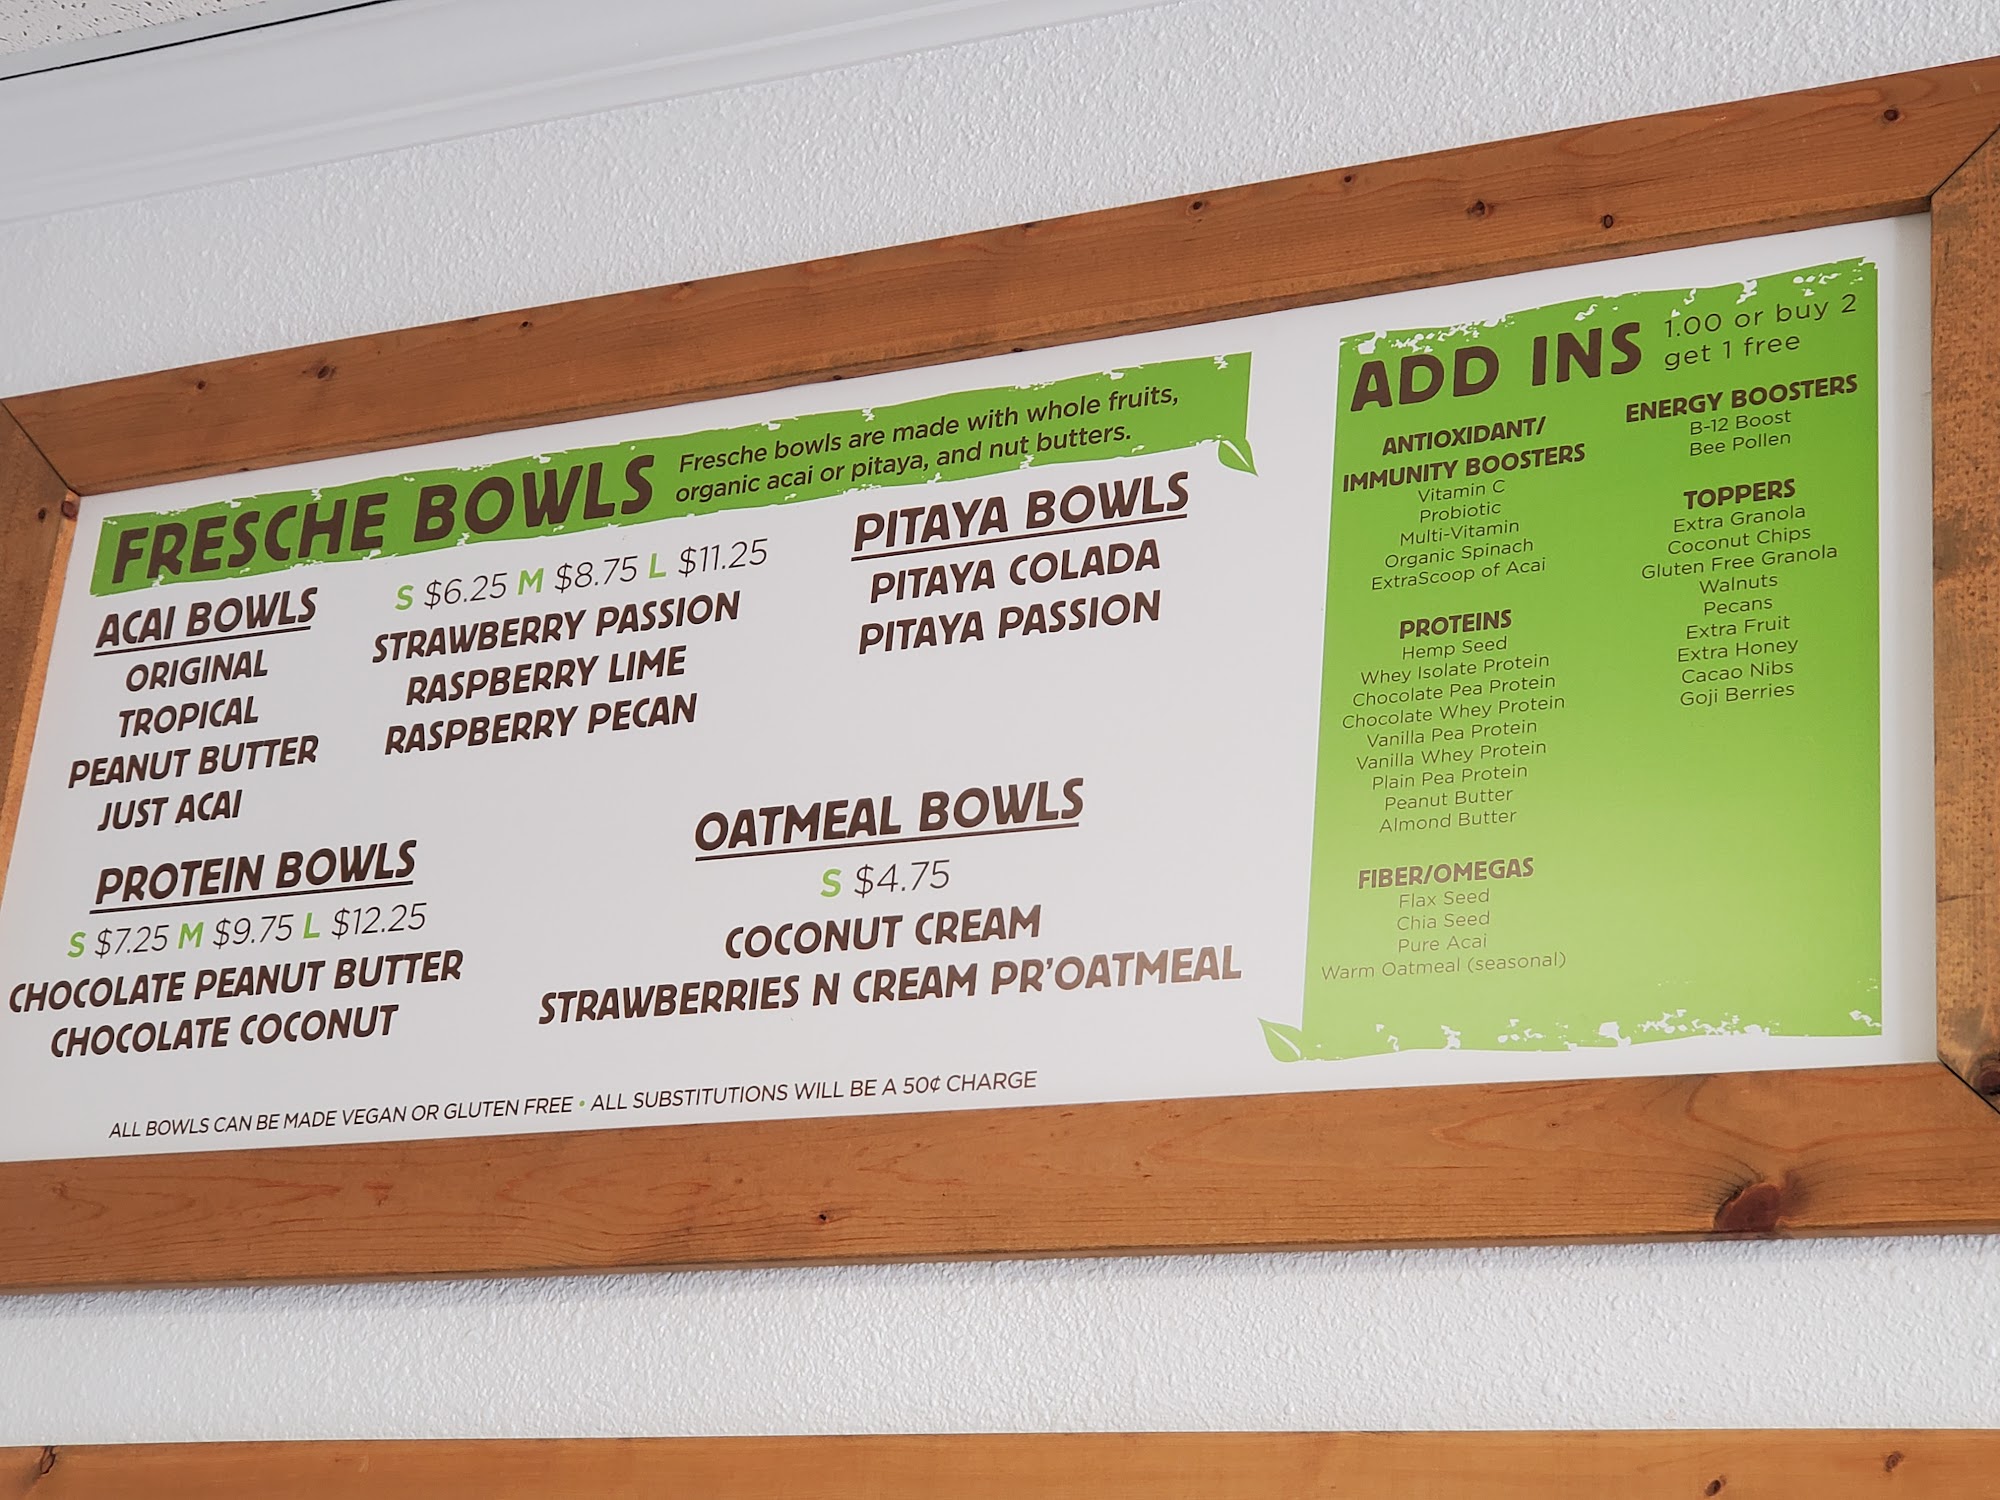 FRESCHE BOWLS
Fresche bowls are made with whole fruits,
organic acai or pitaya, and nut butters.
ACAI BOWLS
S $6.25 M $8.75 L $11.25
ORIGINAL
TROPICAL
PEANUT BUTTER
JUST ACAI
STRAWBERRY PASSION
RASPBERRY LIME
RASPBERRY PECAN
PITAYA BOWLS
PITAYA COLADA
PITAYA PASSION
PROTEIN BOWLS
S $7.25 M $9.75 L $12.25
CHOCOLATE PEANUT BUTTER
CHOCOLATE COCONUT
OATMEAL BOWLS
S $4.75
COCONUT CREAM
STRAWBERRIES N CREAM PR'OATMEAL
ALL BOWLS CAN BE MADE VEGAN OR GLUTEN FREE • ALL SUBSTITUTIONS WILL BE A 50¢ CHARGE
ADD INS
1.00 or buy 2
get 1 free
ANTIOXIDANT/
IMMUNITY BOOSTERS
Vitamin C
Probiotic
Multi-Vitamin
Organic Spinach
ExtraScoop of Acai
PROTEINS
Hemp Seed
Whey Isolate Protein
Chocolate Pea Protein
Chocolate Whey Protein
Vanilla Pea Protein
Vanilla Whey Protein
Plain Pea Protein
Peanut Butter
Almond Butter
FIBER/OMEGAS
Flax Seed
Chia Seed
Pure Acai
Warm Oatmeal (seasonal)
ENERGY BOOSTERS
B-12 Boost
Bee Pollen
TOPPERS
Extra Granola
Coconut Chips
Gluten Free Granola
Walnuts
Pecans
Extra Fruit
Extra Honey
Cacao Nibs
Goji Berries